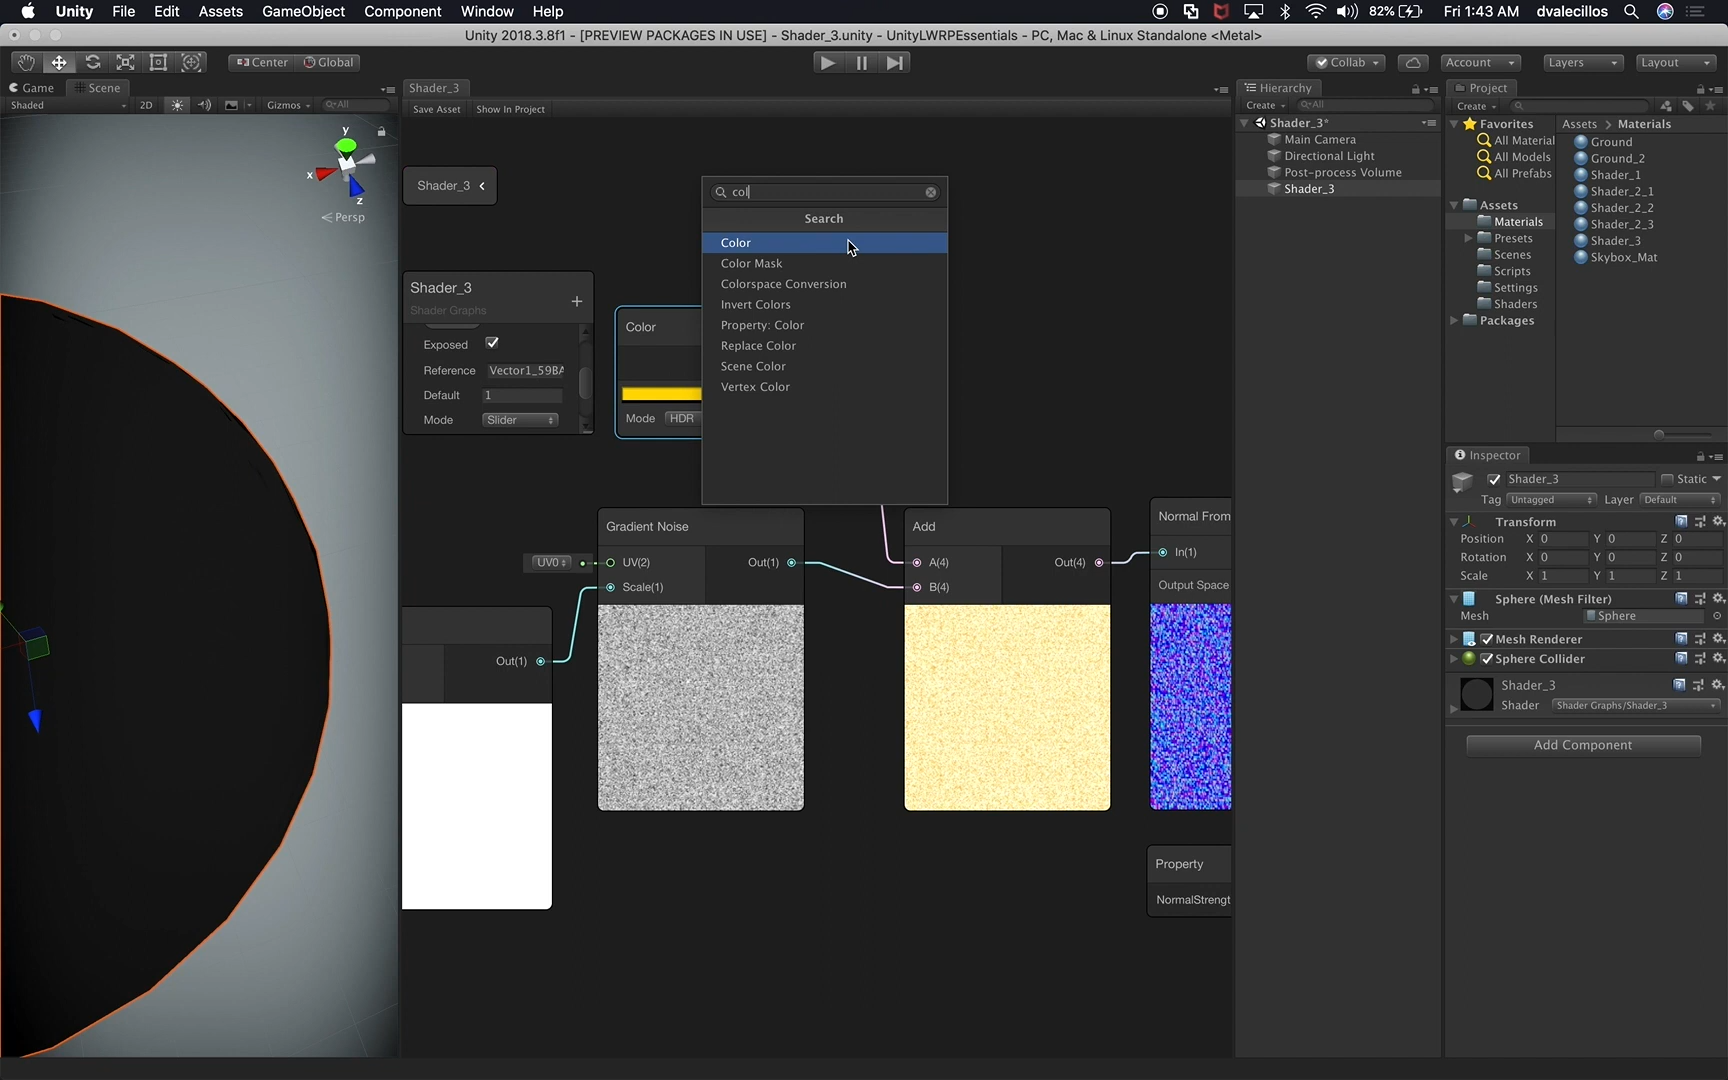 Unity File Edit Assets GameObject Component Window Help
82% Fri 1:43 AM dvalecillos
Unity 2018.3.8f1 - [PREVIEW PACKAGES IN USE] - Shader_3.unity - UnityLWRPEssentials - PC, Mac & Linux Standalone <Metal>
Center Global
Collab Account Layers Layout
Game Scene
Shaded 2D Gizmos All
x y z
Persp
Shader_3
Save Asset Show In Project
Shader_3 <
Shader_3 +
Shader Graphs
Exposed
Reference Vector1_59BA
Default 1
Mode Slider
Color
Mode HDR
col
Search
Color
Color Mask
Colorspace Conversion
Invert Colors
Property: Color
Replace Color
Scene Color
Vertex Color
Gradient Noise
UV0 UV(2) Out(1)
Scale(1)
Out(1)
Add
A(4) Out(4)
B(4)
Normal From
In(1)
Output Space
Property
NormalStrengt
Hierarchy
Create All
Shader_3*
Main Camera
Directional Light
Post-process Volume
Shader_3
Project
Create
Favorites
All Material
All Models
All Prefabs
Assets
Materials
Presets
Scenes
Scripts
Settings
Shaders
Packages
Assets > Materials
Ground
Ground_2
Shader_1
Shader_2_1
Shader_2_2
Shader_2_3
Shader_3
Skybox_Mat
Inspector
Shader_3 Static
Tag Untagged Layer Default
Transform
Position X 0 Y 0 Z 0
Rotation X 0 Y 0 Z 0
Scale X 1 Y 1 Z 1
Sphere (Mesh Filter)
Mesh Sphere
Mesh Renderer
Sphere Collider
Shader_3
Shader Shader Graphs/Shader_3
Add Component